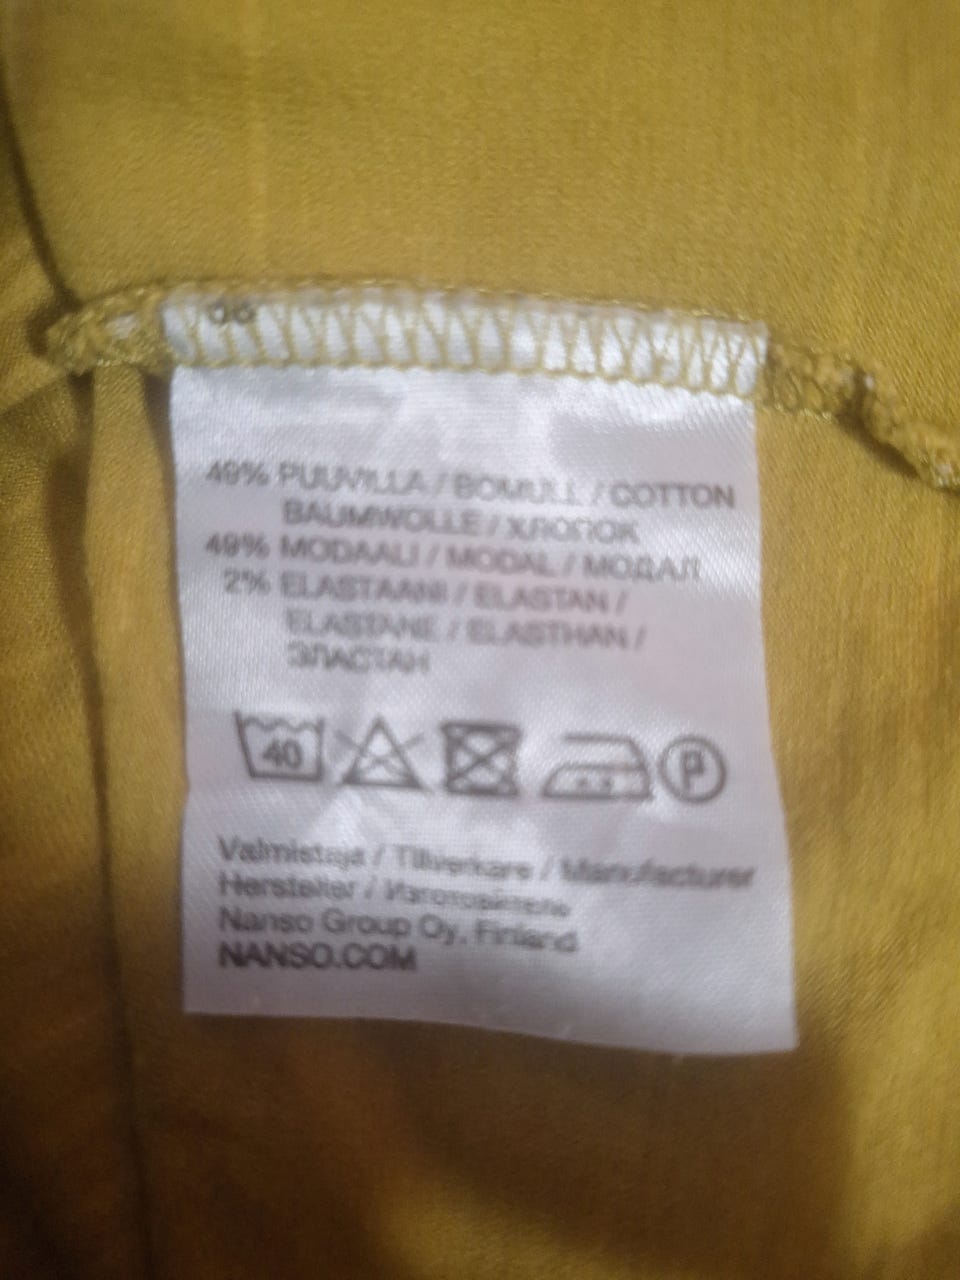 49% PUUVILLA / BOMULL / COTTON
BAUMWOLLE / ХЛОПОК
49% MODAALI / MODAL / МОДАЛ
2% ELASTAANI / ELASTAN /
ELASTANE / ELASTHAN /
ЭЛАСТАН
40
P
Valmistaja / Tillverkare / Manufacturer
Hersteller / Изготовитель
Nanso Group Oy, Finland
NANSO.COM